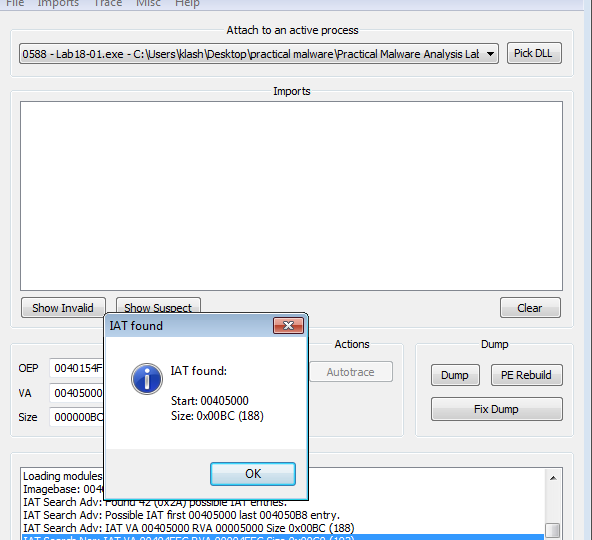 File Imports Trace Misc Help
Attach to an active process
0588 - Lab18-01.exe - C:\Users\klash\Desktop\practical malware\Practical Malware Analysis Lab
Pick DLL
Imports
Show Invalid
Show Suspect
Clear
IAT found
IAT found:
Start: 00405000
Size: 0x00BC (188)
OK
OEP 0040154F
VA 00405000
Size 000000BC
Actions
Autotrace
Dump
Dump
PE Rebuild
Fix Dump
Loading modules
Imagebase: 004
IAT Search Adv: Found 42 (0x2A) possible IAT entries.
IAT Search Adv: Possible IAT first 00405000 last 004050B8 entry.
IAT Search Adv: IAT VA 00405000 RVA 00005000 Size 0x00BC (188)